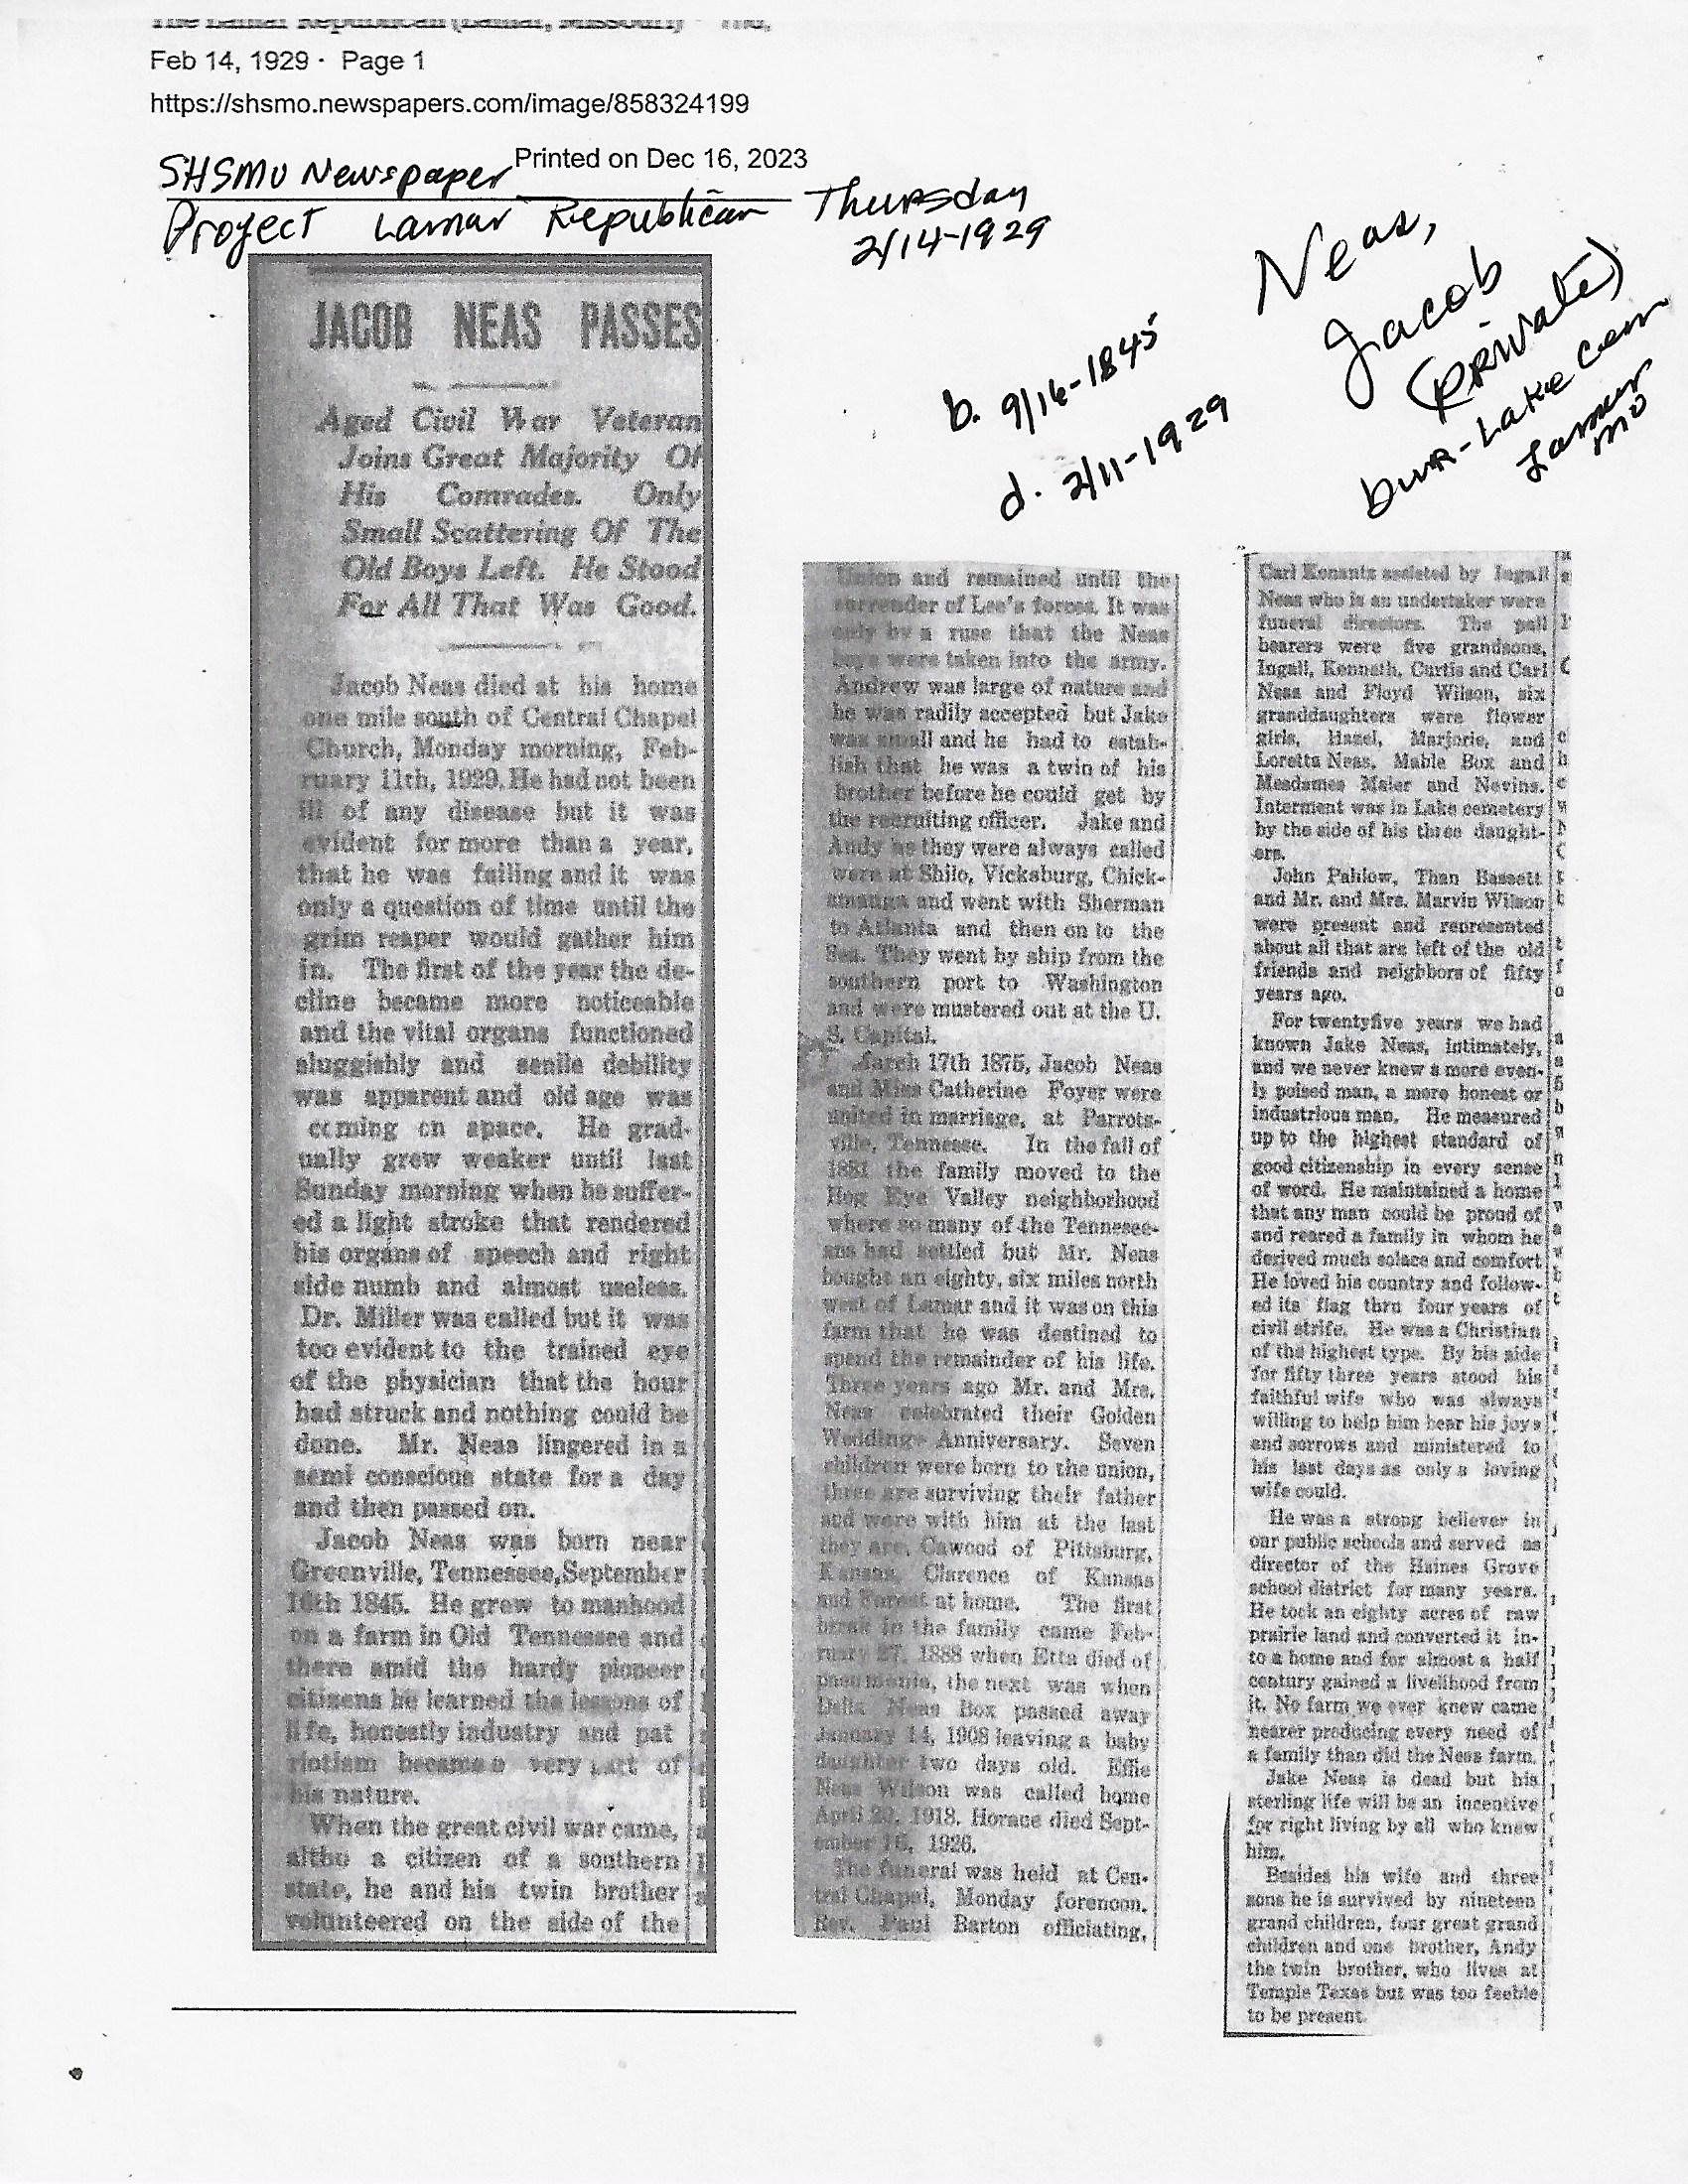 The Lamar Republican (Lamar, Missouri) · Thu,
Feb 14, 1929 · Page 1
https://shsmo.newspapers.com/image/858324199
Printed on Dec 16, 2023
SHSMO Newspaper
Project Lamar Republican Thursday
2/14-1929
Neas,
Jacob
(private)
bur-Lake Cem
Lamar
Mo
b. 9/16-1845
d. 2/11-1929
JACOB NEAS PASSES
Aged Civil War Veteran
Joins Great Majority Of
His Comrades. Only
Small Scattering Of The
Old Boys Left. He Stood
For All That Was Good.
Jacob Neas died at his home
one mile south of Central Chapel
Church, Monday morning, Feb-
ruary 11th, 1929. He had not been
ill of any disease but it was
evident for more than a year,
that he was failing and it was
only a question of time until the
grim reaper would gather him
in. The first of the year the de-
cline became more noticeable
and the vital organs functioned
sluggishly and senile debility
was apparent and old age was
coming on apace. He grad-
ually grew weaker until last
Sunday morning when he suffer-
ed a light stroke that rendered
his organs of speech and right
side numb and almost useless.
Dr. Miller was called but it was
too evident to the trained eye
of the physician that the hour
had struck and nothing could be
done. Mr. Neas lingered in a
semi conscious state for a day
and then passed on.
Jacob Neas was born near
Greenville, Tennessee, September
16th 1845. He grew to manhood
on a farm in Old Tennessee and
there amid the hardy pioneer
citizens he learned the lessons of
life, honestly industry and pat
riotism became a very part of
his nature.
When the great civil war came,
altho a citizen of a southern
state, he and his twin brother
volunteered on the side of the
Union and remained until the
surrender of Lee's forces. It was
only by a ruse that the Neas
boys were taken into the army.
Andrew was large of nature and
he was radily accepted but Jake
was small and he had to estab-
lish that he was a twin of his
brother before he could get by
the recruiting officer. Jake and
Andy as they were always called
were at Shilo, Vicksburg, Chick-
amauga and went with Sherman
to Atlanta and then on to the
Sea. They went by ship from the
southern port to Washington
and were mustered out at the U.
S. Capital.
March 17th 1875, Jacob Neas
and Miss Catherine Foyer were
united in marriage, at Parrots-
ville, Tennessee. In the fall of
1881 the family moved to the
Hog Eye Valley neighborhood
where so many of the Tennesee-
ans had settled but Mr. Neas
bought an eighty, six miles north
west of Lamar and it was on this
farm that he was destined to
spend the remainder of his life.
Three years ago Mr. and Mrs.
Neas celebrated their Golden
Wedding Anniversary. Seven
children were born to the union,
three are surviving their father
and were with him at the last
they are, Cawood of Pittsburg,
Kansas, Clarence of Kansas
and Forest at home. The first
break in the family came Feb-
ruary 27, 1888 when Etta died of
pneumonia, the next was when
Della Neas Box passed away
January 14, 1908 leaving a baby
daughter two days old. Effie
Neas Wilson was called home
April 20, 1918. Horace died Sept-
ember 16, 1926.
The funeral was held at Cen-
tral Chapel, Monday forenoon.
Rev. Paul Barton officiating,
Carl Konantz assisted by Ingall
Neas who is an undertaker were
funeral directors. The pall
bearers were five grandsons,
Ingall, Kenneth, Curtis and Carl
Neas and Floyd Wilson, six
granddaughters were flower
girls, Hazel, Marjorie, and
Loretta Neas, Mable Box and
Mesdames Maier and Nevins.
Interment was in Lake cemetery
by the side of his three daught-
ers.
John Pahlow, Than Bassett
and Mr. and Mrs. Marvin Wilson
were present and represented
about all that are left of the old
friends and neighbors of fifty
years ago.
For twentyfive years we had
known Jake Neas, intimately,
and we never knew a more even-
ly poised man, a more honest or
industrious man. He measured
up to the highest standard of
good citizenship in every sense
of word. He maintained a home
that any man could be proud of
and reared a family in whom he
derived much solace and comfort
He loved his country and follow-
ed its flag thru four years of
civil strife. He was a Christian
of the highest type. By his side
for fifty three years stood his
faithful wife who was always
willing to help him bear his joys
and sorrows and ministered to
his last days as only a loving
wife could.
He was a strong believer in
our public schools and served as
director of the Haines Grove
school district for many years.
He took an eighty acres of raw
prairie land and converted it in-
to a home and for almost a half
century gained a livelihood from
it. No farm we ever knew came
nearer producing every need of
a family than did the Neas farm.
Jake Neas is dead but his
sterling life will be an incentive
for right living by all who knew
him.
Besides his wife and three
sons he is survived by nineteen
grand children, four great grand
children and one brother, Andy
the twin brother, who lives at
Temple Texas but was too feeble
to be present.